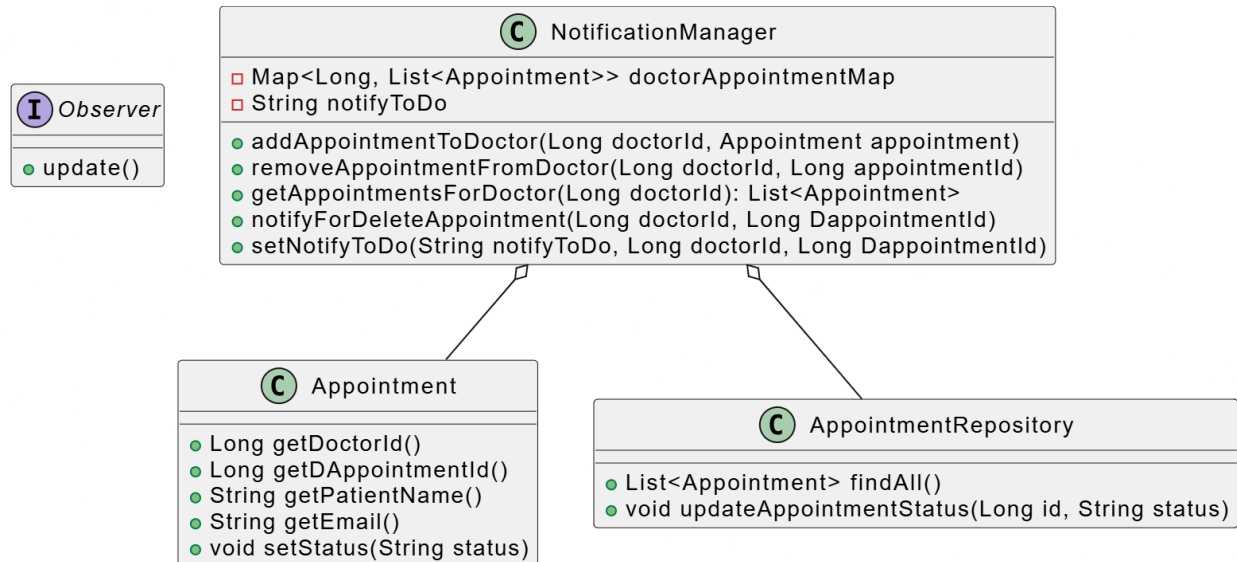 C NotificationManager
Map<Long, List<Appointment>> doctorAppointmentMap
String notifyToDo
addAppointmentToDoctor(Long doctorId, Appointment appointment)
removeAppointmentFromDoctor(Long doctorId, Long appointmentId)
getAppointmentsForDoctor(Long doctorId): List<Appointment>
notifyForDeleteAppointment(Long doctorId, Long DappointmentId)
setNotifyToDo(String notifyToDo, Long doctorId, Long DappointmentId)
I Observer
update()
C Appointment
Long getDoctorId()
Long getDAppointmentId()
String getPatientName()
String getEmail()
void setStatus(String status)
C AppointmentRepository
List<Appointment> findAll()
void updateAppointmentStatus(Long id, String status)